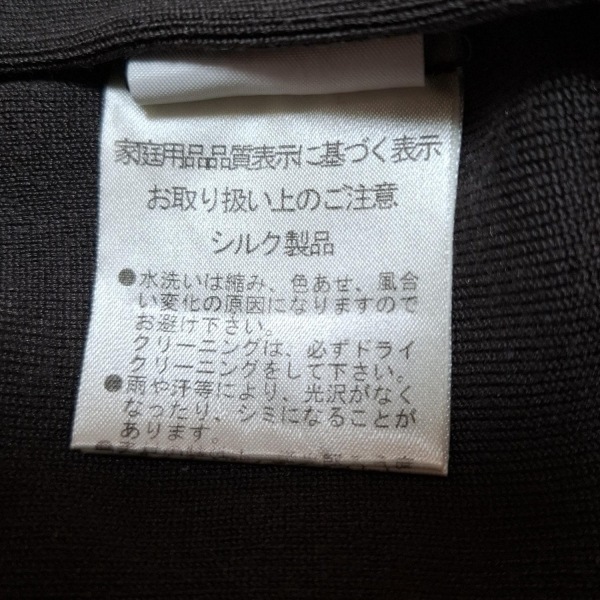 家庭用品品質表示に基づく表示
お取り扱い上のご注意
シルク製品
●水洗いは縮み、色あせ、風合
い変化の原因になりますので
お避け下さい。
クリーニングは、必ずドライ
クリーニングをして下さい。
●雨や汗等により、光沢がなく
なったり、シミになることが
あります。